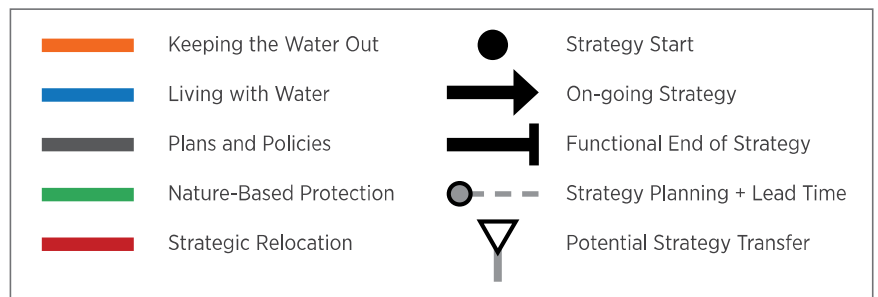 Keeping the Water Out
Strategy Start
Living with Water
On-going Strategy
Plans and Policies
Functional End of Strategy
Nature-Based Protection
Strategy Planning + Lead Time
Strategic Relocation
Potential Strategy Transfer